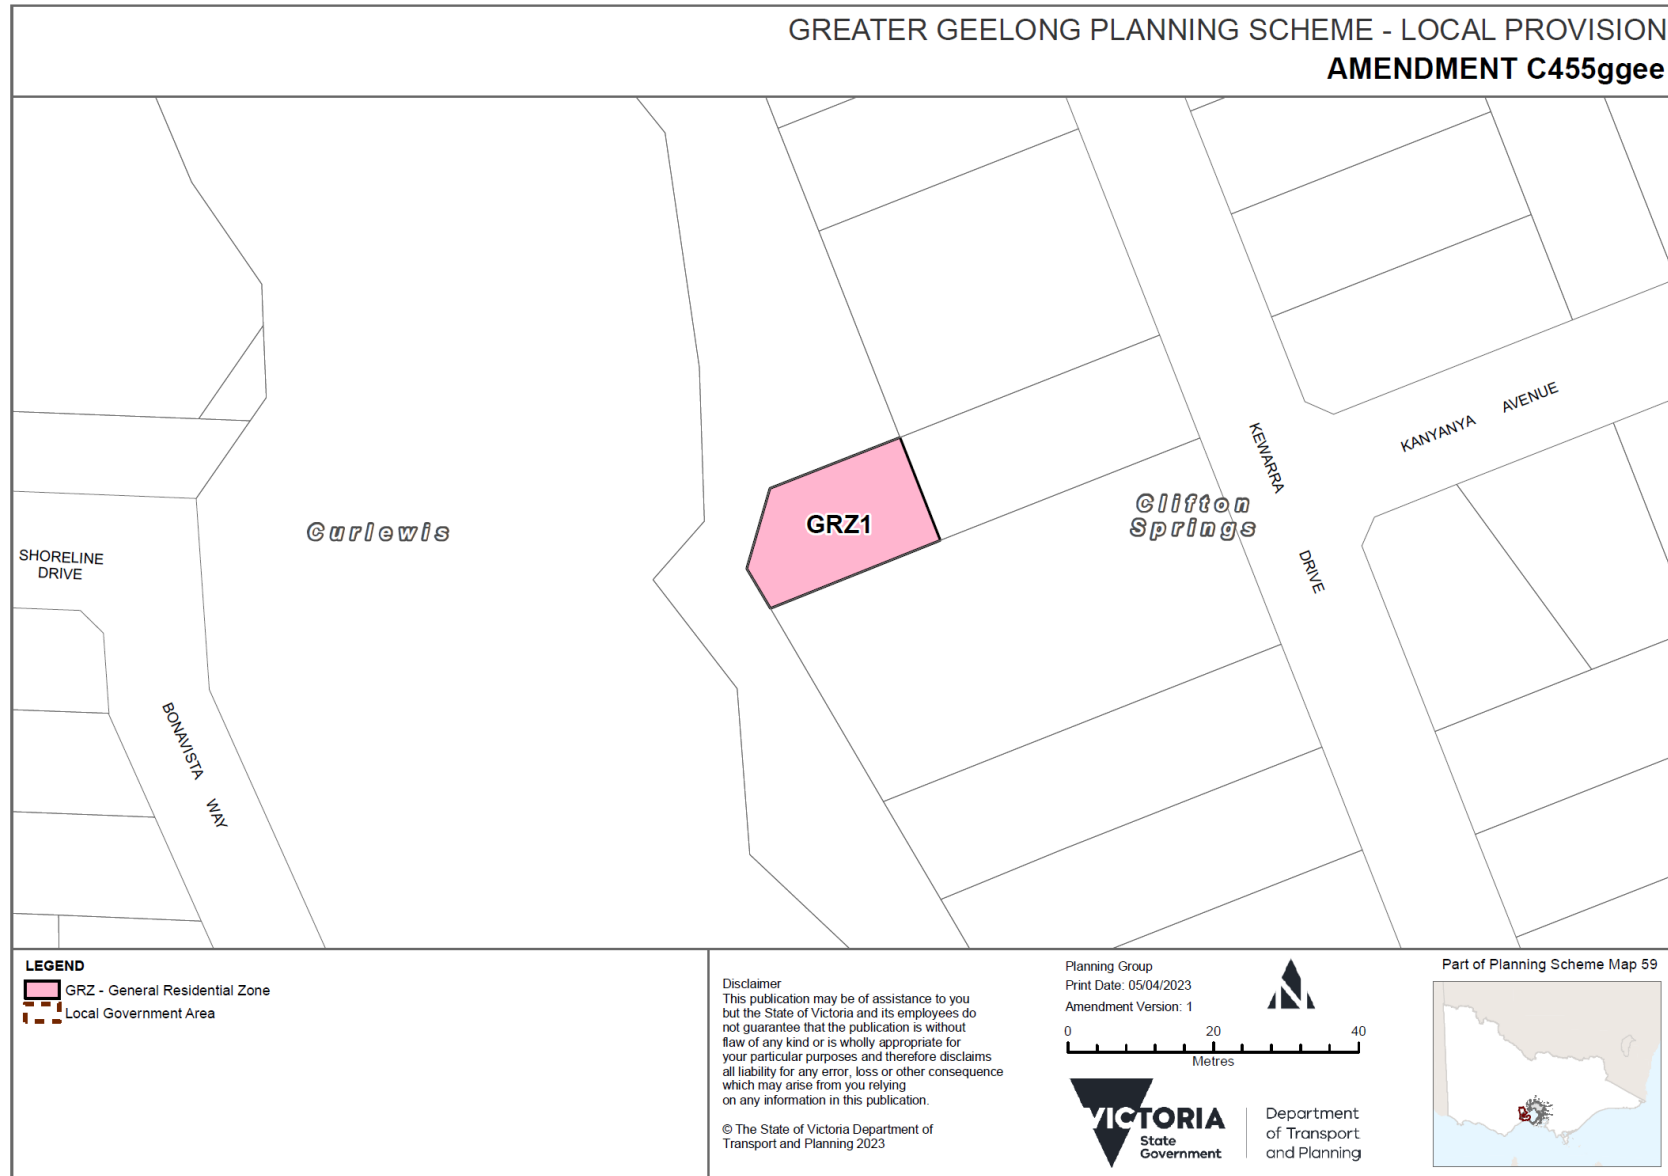 GREATER GEELONG PLANNING SCHEME - LOCAL PROVISION
AMENDMENT C455ggee
KANYANYA AVENUE
KEWARRA DRIVE
Clifton
Springs
GRZ1
Curlewis
SHORELINE
DRIVE
BONAVISTA WAY
LEGEND
GRZ - General Residential Zone
Local Government Area
Disclaimer
This publication may be of assistance to you
but the State of Victoria and its employees do
not guarantee that the publication is without
flaw of any kind or is wholly appropriate for
your particular purposes and therefore disclaims
all liability for any error, loss or other consequence
which may arise from you relying
on any information in this publication.
© The State of Victoria Department of
Transport and Planning 2023
Planning Group
Print Date: 05/04/2023
Amendment Version: 1
N
0 20 40
Metres
VICTORIA
State
Government
Department
of Transport
and Planning
Part of Planning Scheme Map 59